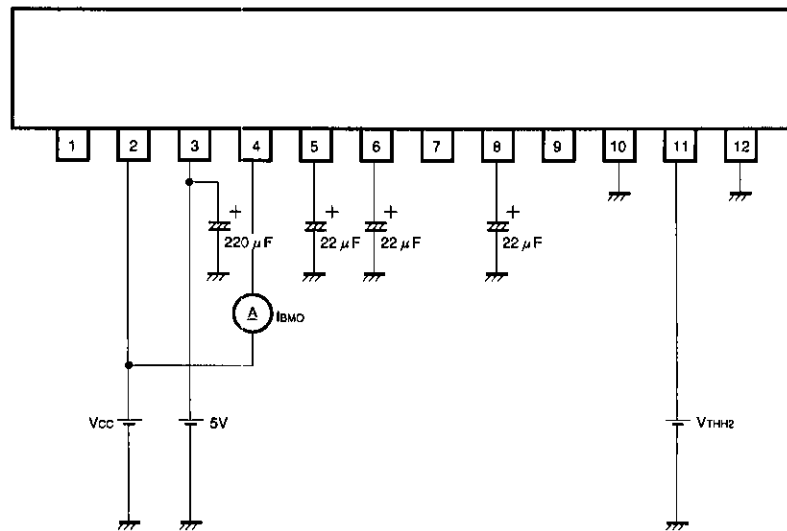 1 2 3 4 5 6 7 8 9 10 11 12
+ + + +
220 μF 22 μF 22 μF 22 μF
A IBMO
VCC 5V VTHH2